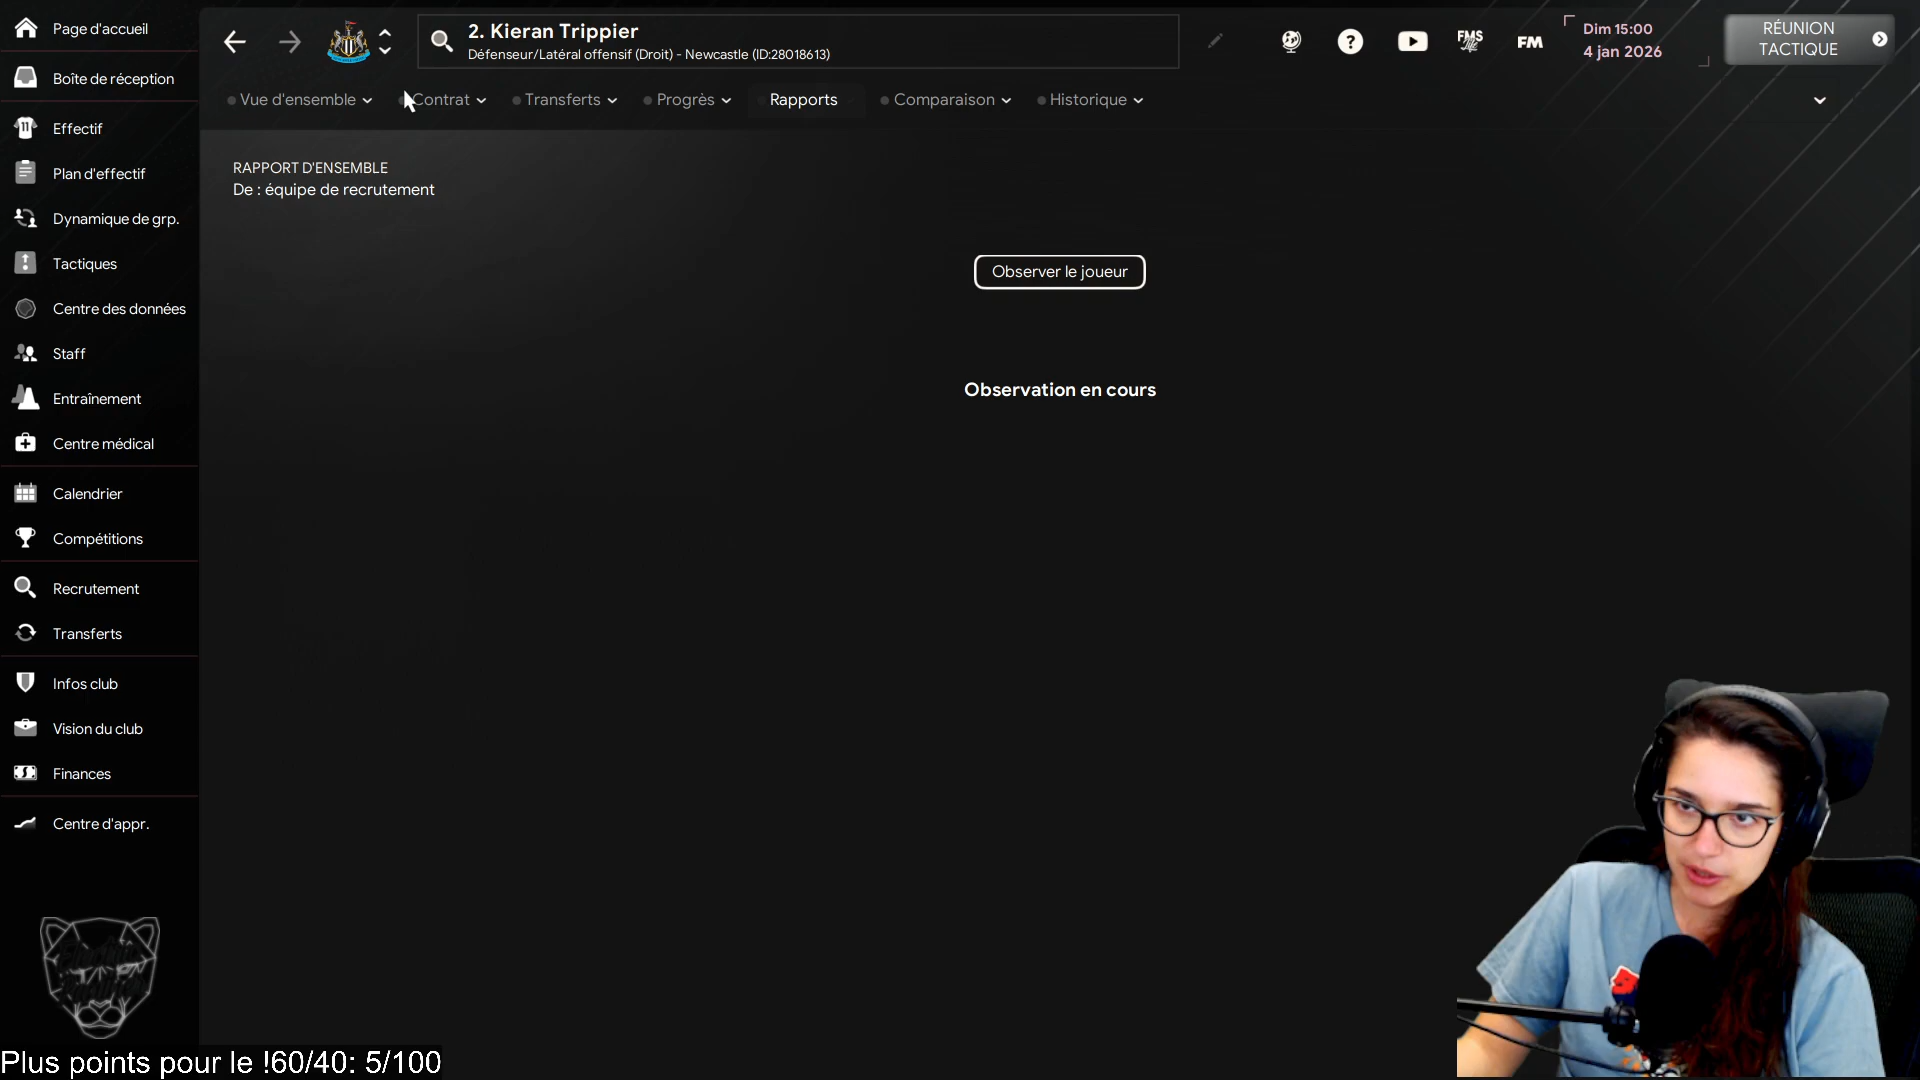 Page d'accueil
Boîte de réception
Effectif
Plan d'effectif
Dynamique de grp.
Tactiques
Centre des données
Staff
Entraînement
Centre médical
Calendrier
Compétitions
Recrutement
Transferts
Infos club
Vision du club
Finances
Centre d'appr.
2. Kieran Trippier
Défenseur/Latéral offensif (Droit) - Newcastle (ID:28018613)
FMS
FM
Dim 15:00
4 jan 2026
RÉUNION
TACTIQUE
Vue d'ensemble
Contrat
Transferts
Progrès
Rapports
Comparaison
Historique
RAPPORT D'ENSEMBLE
De : équipe de recrutement
Observer le joueur
Observation en cours
Plus points pour le !60/40: 5/100